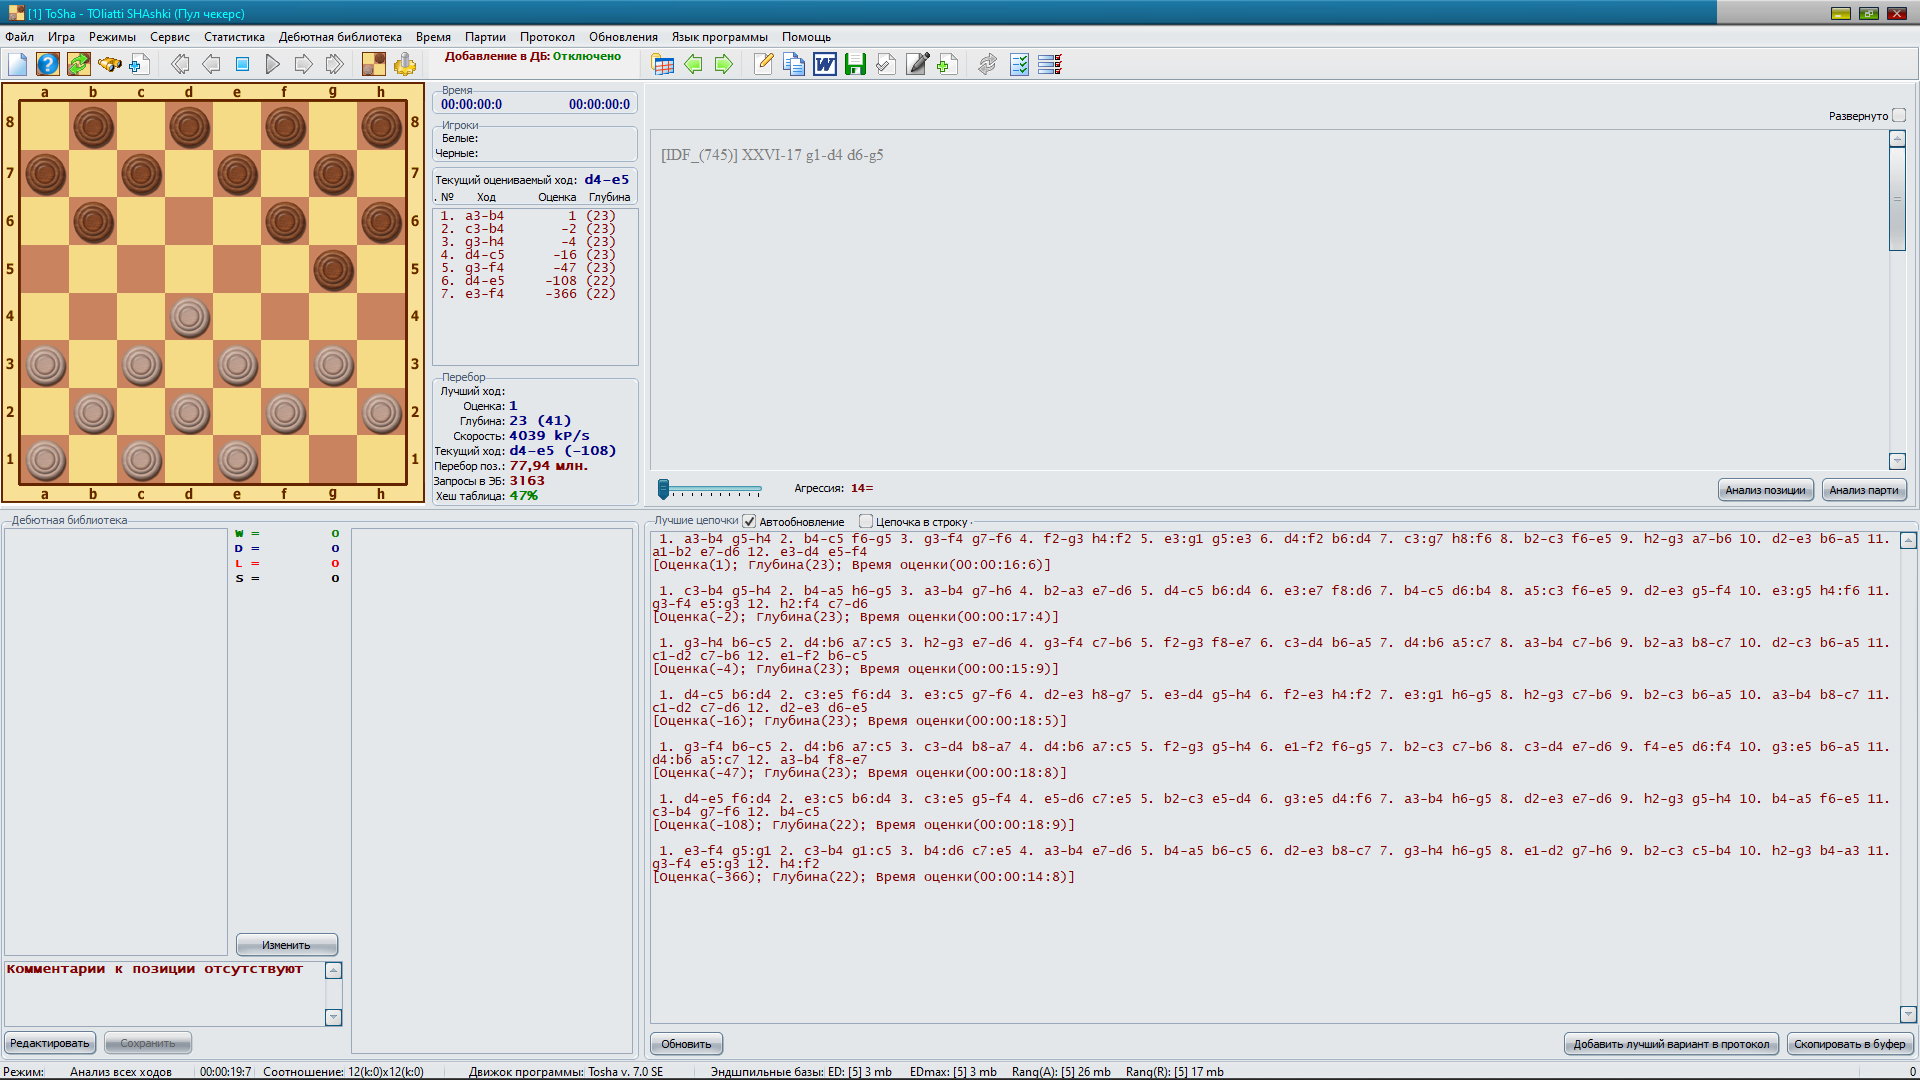 [1] ToSha - TOliatti SHAshki (Пул чекерс)
Файл Игра Режимы Сервис Статистика Дебютная библиотека Время Партии Протокол Обновления Язык программы Помощь
Добавление в ДБ: Отключено
a b c d e f g h
8 8
7 7
6 6
5 5
4 4
3 3
2 2
1 1
a b c d e f g h
Время
00:00:00:0 00:00:00:0
Игроки
Белые:
Черные:
Текущий оцениваемый ход: d4-e5
. № Ход Оценка Глубина
1. a3-b4 1 (23)
2. c3-b4 -2 (23)
3. g3-h4 -4 (23)
4. d4-c5 -16 (23)
5. g3-f4 -47 (23)
6. d4-e5 -108 (22)
7. e3-f4 -366 (22)
Перебор
Лучший ход:
Оценка: 1
Глубина: 23 (41)
Скорость: 4039 kP/s
Текущий ход: d4-e5 (-108)
Перебор поз.: 77,94 млн.
Запросы в ЭБ: 3163
Хеш таблица: 47%
Развернуто
[IDF_(745)] XXVI-17 g1-d4 d6-g5
Агрессия: 14=
Анализ позиции Анализ парти
Дебютная библиотека
W = 0
D = 0
L = 0
S = 0
Изменить
Комментарии к позиции отсутствуют
Редактировать Сохранить
Лучшие цепочки Автообновление Цепочка в строку
1. a3-b4 g5-h4 2. b4-c5 f6-g5 3. g3-f4 g7-f6 4. f2-g3 h4:f2 5. e3:g1 g5:e3 6. d4:f2 b6:d4 7. c3:g7 h8:f6 8. b2-c3 f6-e5 9. h2-g3 a7-b6 10. d2-e3 b6-a5 11.
a1-b2 e7-d6 12. e3-d4 e5-f4
[Оценка(1); Глубина(23); Время оценки(00:00:16:6)]
1. c3-b4 g5-h4 2. b4-a5 h6-g5 3. a3-b4 g7-h6 4. b2-a3 e7-d6 5. d4-c5 b6:d4 6. e3:e7 f8:d6 7. b4-c5 d6:b4 8. a5:c3 f6-e5 9. d2-e3 g5-f4 10. e3:g5 h4:f6 11.
g3-f4 e5:g3 12. h2:f4 c7-d6
[Оценка(-2); Глубина(23); Время оценки(00:00:17:4)]
1. g3-h4 b6-c5 2. d4:b6 a7:c5 3. h2-g3 e7-d6 4. g3-f4 c7-b6 5. f2-g3 f8-e7 6. c3-d4 b6-a5 7. d4:b6 a5:c7 8. a3-b4 c7-b6 9. b2-a3 b8-c7 10. d2-c3 b6-a5 11.
c1-d2 c7-b6 12. e1-f2 b6-c5
[Оценка(-4); Глубина(23); Время оценки(00:00:15:9)]
1. d4-c5 b6:d4 2. c3:e5 f6:d4 3. e3:c5 g7-f6 4. d2-e3 h8-g7 5. e3-d4 g5-h4 6. f2-e3 h4:f2 7. e3:g1 h6-g5 8. h2-g3 c7-b6 9. b2-c3 b6-a5 10. a3-b4 b8-c7 11.
c1-d2 c7-d6 12. d2-e3 d6-e5
[Оценка(-16); Глубина(23); Время оценки(00:00:18:5)]
1. g3-f4 b6-c5 2. d4:b6 a7:c5 3. c3-d4 b8-a7 4. d4:b6 a7:c5 5. f2-g3 g5-h4 6. e1-f2 f6-g5 7. b2-c3 c7-b6 8. c3-d4 e7-d6 9. f4-e5 d6:f4 10. g3:e5 b6-a5 11.
d4:b6 a5:c7 12. a3-b4 f8-e7
[Оценка(-47); Глубина(23); Время оценки(00:00:18:8)]
1. d4-e5 f6:d4 2. e3:c5 b6:d4 3. c3:e5 g5-f4 4. e5-d6 c7:e5 5. b2-c3 e5-d4 6. g3:e5 d4:f6 7. a3-b4 h6-g5 8. d2-e3 e7-d6 9. h2-g3 g5-h4 10. b4-a5 f6-e5 11.
c3-b4 g7-f6 12. b4-c5
[Оценка(-108); Глубина(22); Время оценки(00:00:18:9)]
1. e3-f4 g5:g1 2. c3-b4 g1:c5 3. b4:d6 c7:e5 4. a3-b4 e7-d6 5. b4-a5 b6-c5 6. d2-e3 b8-c7 7. g3-h4 h6-g5 8. e1-d2 g7-h6 9. b2-c3 c5-b4 10. h2-g3 b4-a3 11.
g3-f4 e5:g3 12. h4:f2
[Оценка(-366); Глубина(22); Время оценки(00:00:14:8)]
Обновить Добавить лучший вариант в протокол Скопировать в буфер
Режим: Анализ всех ходов 00:00:19:7 Соотношение: 12(k:0)x12(k:0) Движок программы: Tosha v. 7.0 SE Эндшпильные базы: ED: [5] 3 mb EDmax: [5] 3 mb Rang(A): [5] 26 mb Rang(R): [5] 17 mb 0